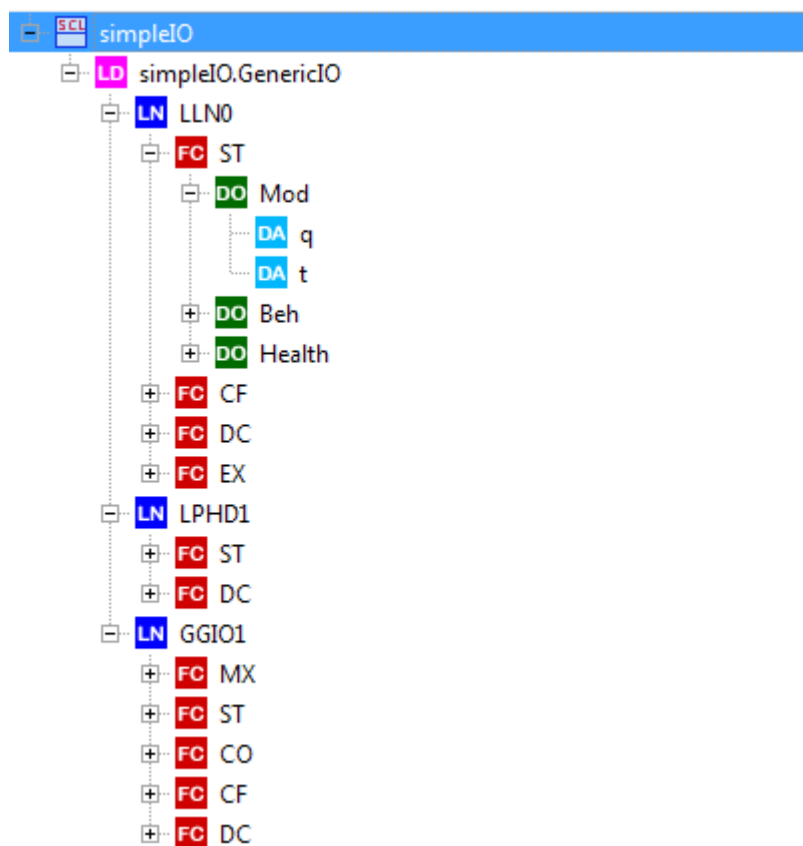 SCL simpleIO
LD simpleIO.GenericIO
LN LLN0
FC ST
DO Mod
DA q
DA t
DO Beh
DO Health
FC CF
FC DC
FC EX
LN LPHD1
FC ST
FC DC
LN GGIO1
FC MX
FC ST
FC CO
FC CF
FC DC